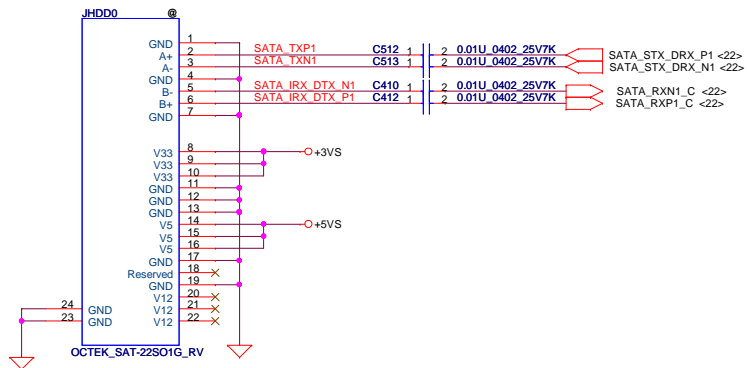 JHDD0 @
GND 1
A+ 2 SATA_TXP1 C512 1 2 0.01U_0402_25V7K SATA_STX_DRX_P1 <22>
A- 3 SATA_TXN1 C513 1 2 0.01U_0402_25V7K SATA_STX_DRX_N1 <22>
GND 4
B- 5 SATA_IRX_DTX_N1 C410 1 2 0.01U_0402_25V7K SATA_RXN1_C <22>
B+ 6 SATA_IRX_DTX_P1 C412 1 2 0.01U_0402_25V7K SATA_RXP1_C <22>
GND 7
V33 8 +3VS
V33 9
V33 10
GND 11
GND 12
GND 13
V5 14 +5VS
V5 15
V5 16
GND 17
Reserved 18
GND 19
V12 20
24 GND V12 21
23 GND V12 22
OCTEK_SAT-22SO1G_RV